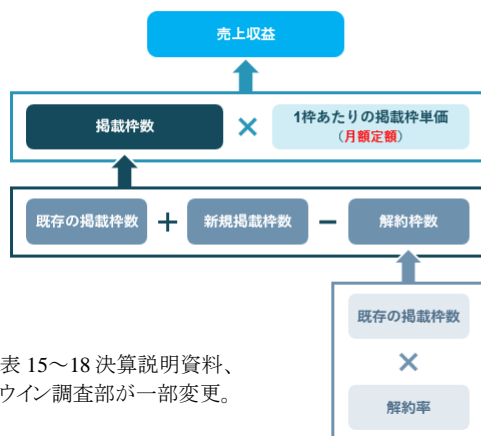 売上収益
掲載枠数
×
1枠あたりの掲載枠単価
（月額定額）
既存の掲載枠数
+
新規掲載枠数
−
解約枠数
既存の掲載枠数
×
解約率
表 15～18 決算説明資料、
ウイン調査部が一部変更。